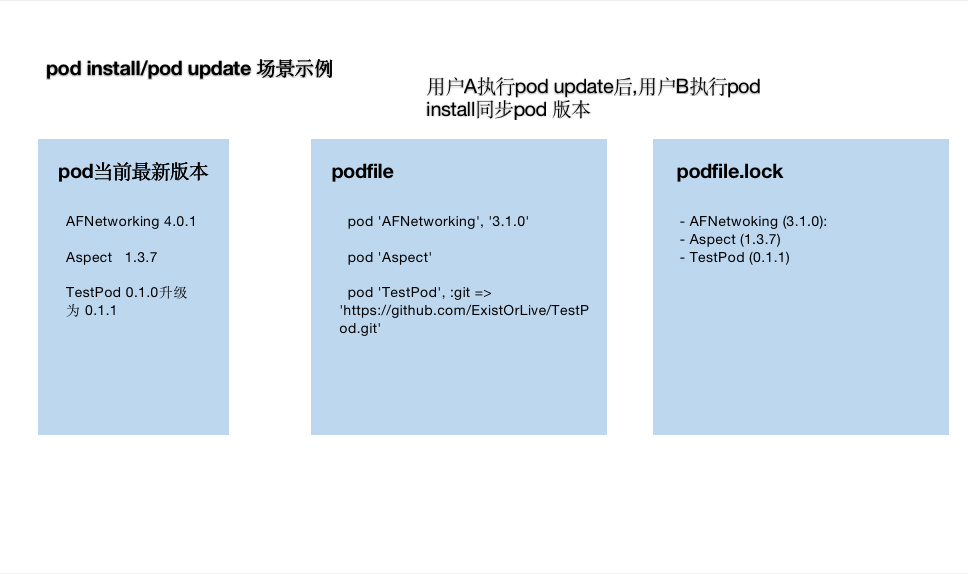 pod install/pod update 场景示例
用户A执行pod update后,用户B执行pod
install同步pod 版本
pod当前最新版本
AFNetworking 4.0.1
Aspect 1.3.7
TestPod 0.1.0升级
为 0.1.1
podfile
pod 'AFNetworking', '3.1.0'
pod 'Aspect'
pod 'TestPod', :git =>
'https://github.com/ExistOrLive/TestP
od.git'
podfile.lock
- AFNetwoking (3.1.0):
- Aspect (1.3.7)
- TestPod (0.1.1)